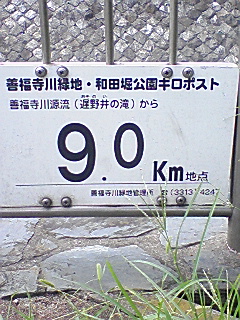 善福寺川緑地・和田堀公園キロポスト
善福寺川源流（遅野井の滝）から
9.0Km地点
善福寺川緑地管理所 ☎（3313）4247